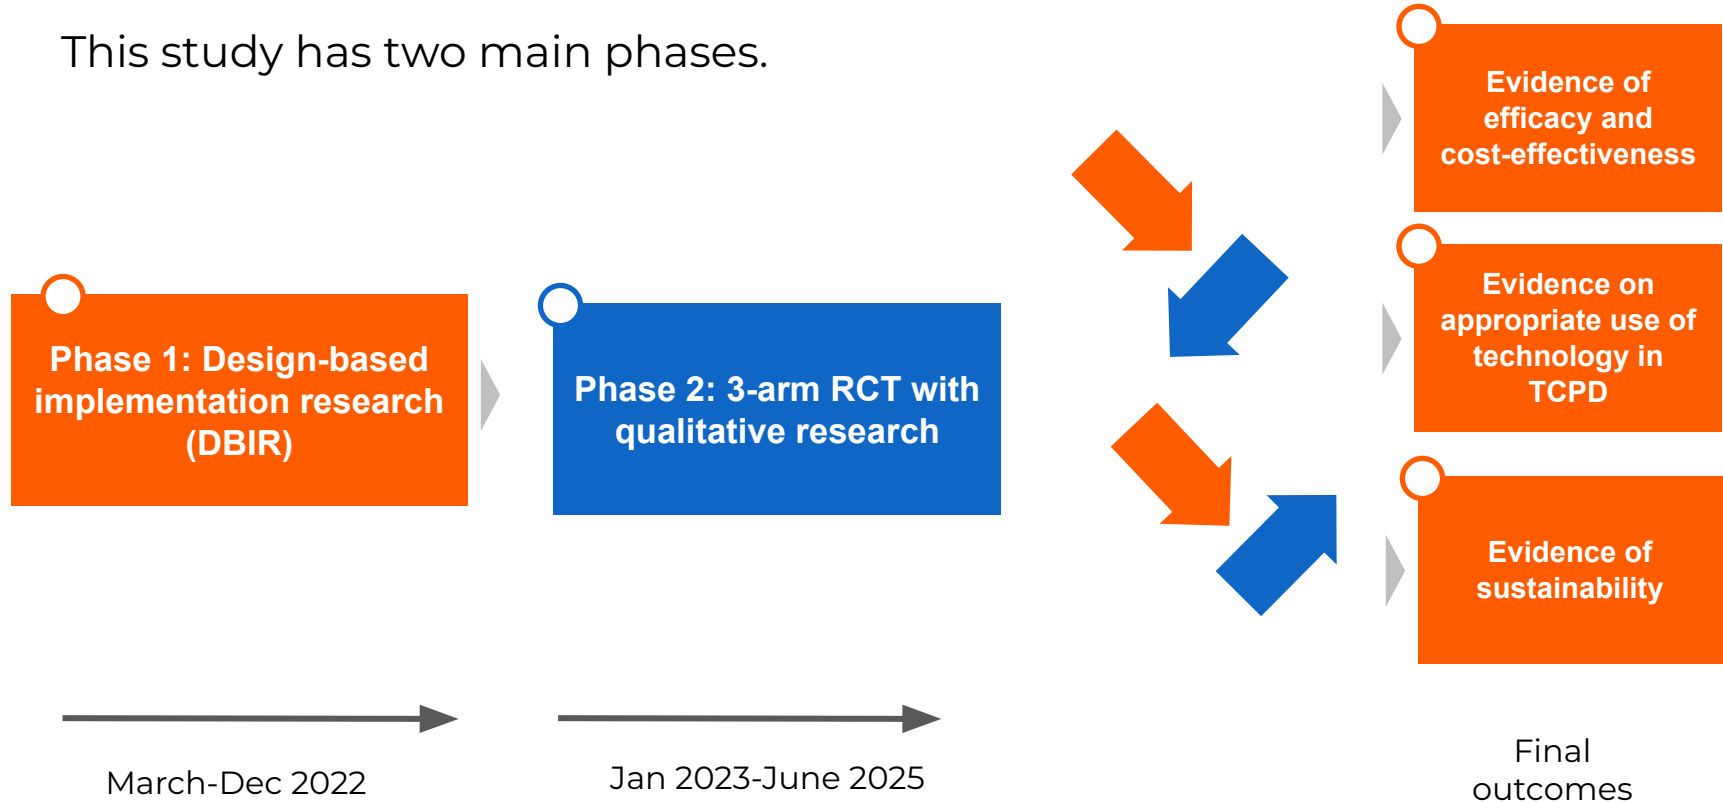 This study has two main phases.
Phase 1: Design-based
implementation research
(DBIR)
Phase 2: 3-arm RCT with
qualitative research
Evidence of
efficacy and
cost-effectiveness
Evidence on
appropriate use of
technology in
TCPD
Evidence of
sustainability
March-Dec 2022
Jan 2023-June 2025
Final
outcomes